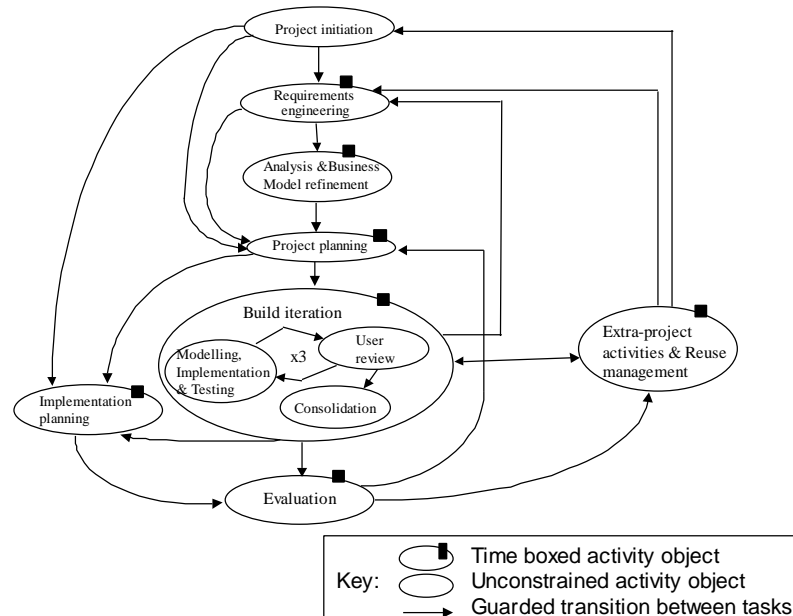 Project initiation
Requirements
engineering
Analysis &Business
Model refinement
Project planning
Build iteration
Modelling,
Implementation
& Testing
x3
User
review
Consolidation
Extra-project
activities & Reuse
management
Implementation
planning
Evaluation
Key:
Time boxed activity object
Unconstrained activity object
Guarded transition between tasks